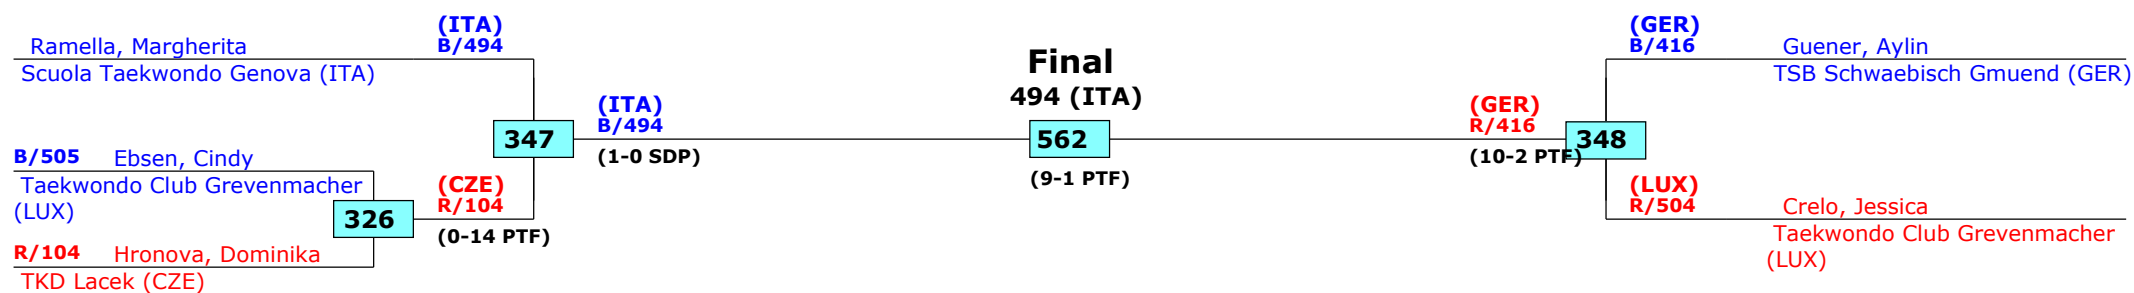 (ITA)
B/494
Ramella, Margherita
Scuola Taekwondo Genova (ITA)
B/505 Ebsen, Cindy
Taekwondo Club Grevenmacher
(LUX)
326
R/104 Hronova, Dominika
TKD Lacek (CZE)
(CZE)
R/104
(0-14 PTF)
347
(ITA)
B/494
(1-0 SDP)
Final
494 (ITA)
562
(9-1 PTF)
(GER)
R/416
(10-2 PTF)
348
(GER)
B/416
Guener, Aylin
TSB Schwaebisch Gmuend (GER)
(LUX)
R/504
Crelo, Jessica
Taekwondo Club Grevenmacher
(LUX)